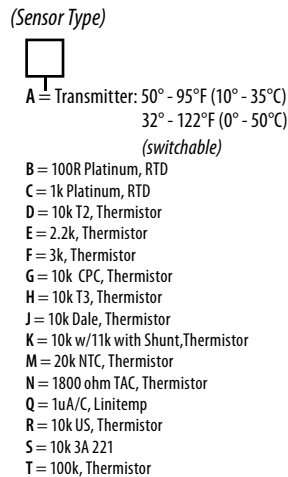 (Sensor Type)
A = Transmitter: 50° - 95°F (10° - 35°C)
32° - 122°F (0° - 50°C)
(switchable)
B = 100R Platinum, RTD
C = 1k Platinum, RTD
D = 10k T2, Thermistor
E = 2.2k, Thermistor
F = 3k, Thermistor
G = 10k CPC, Thermistor
H = 10k T3, Thermistor
J = 10k Dale, Thermistor
K = 10k w/11k with Shunt,Thermistor
M = 20k NTC, Thermistor
N = 1800 ohm TAC, Thermistor
Q = 1uA/C, Linitemp
R = 10k US, Thermistor
S = 10k 3A 221
T = 100k, Thermistor